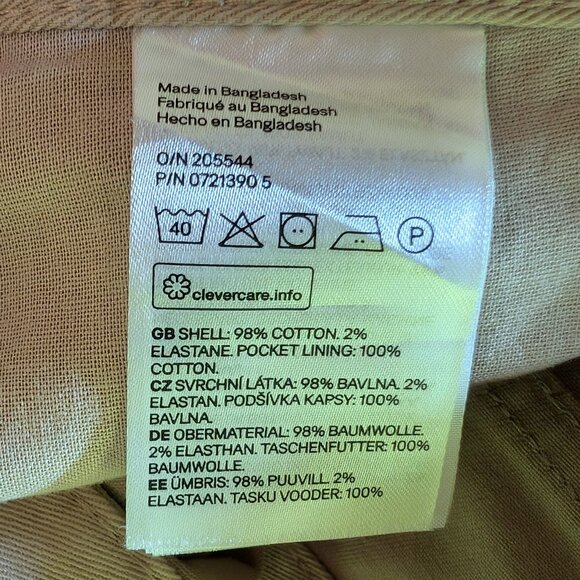 Made in Bangladesh
Fabriqué au Bangladesh
Hecho en Bangladesh
O/N 205544
P/N 0721390 5
40
P
clevercare.info
GB SHELL: 98% COTTON. 2%
ELASTANE. POCKET LINING: 100%
COTTON.
CZ SVRCHNÍ LÁTKA: 98% BAVLNA. 2%
ELASTAN. PODŠÍVKA KAPSY: 100%
BAVLNA.
DE OBERMATERIAL: 98% BAUMWOLLE.
2% ELASTHAN. TASCHENFUTTER: 100%
BAUMWOLLE.
EE ÜMBRIS: 98% PUUVILL. 2%
ELASTAAN. TASKU VOODER: 100%